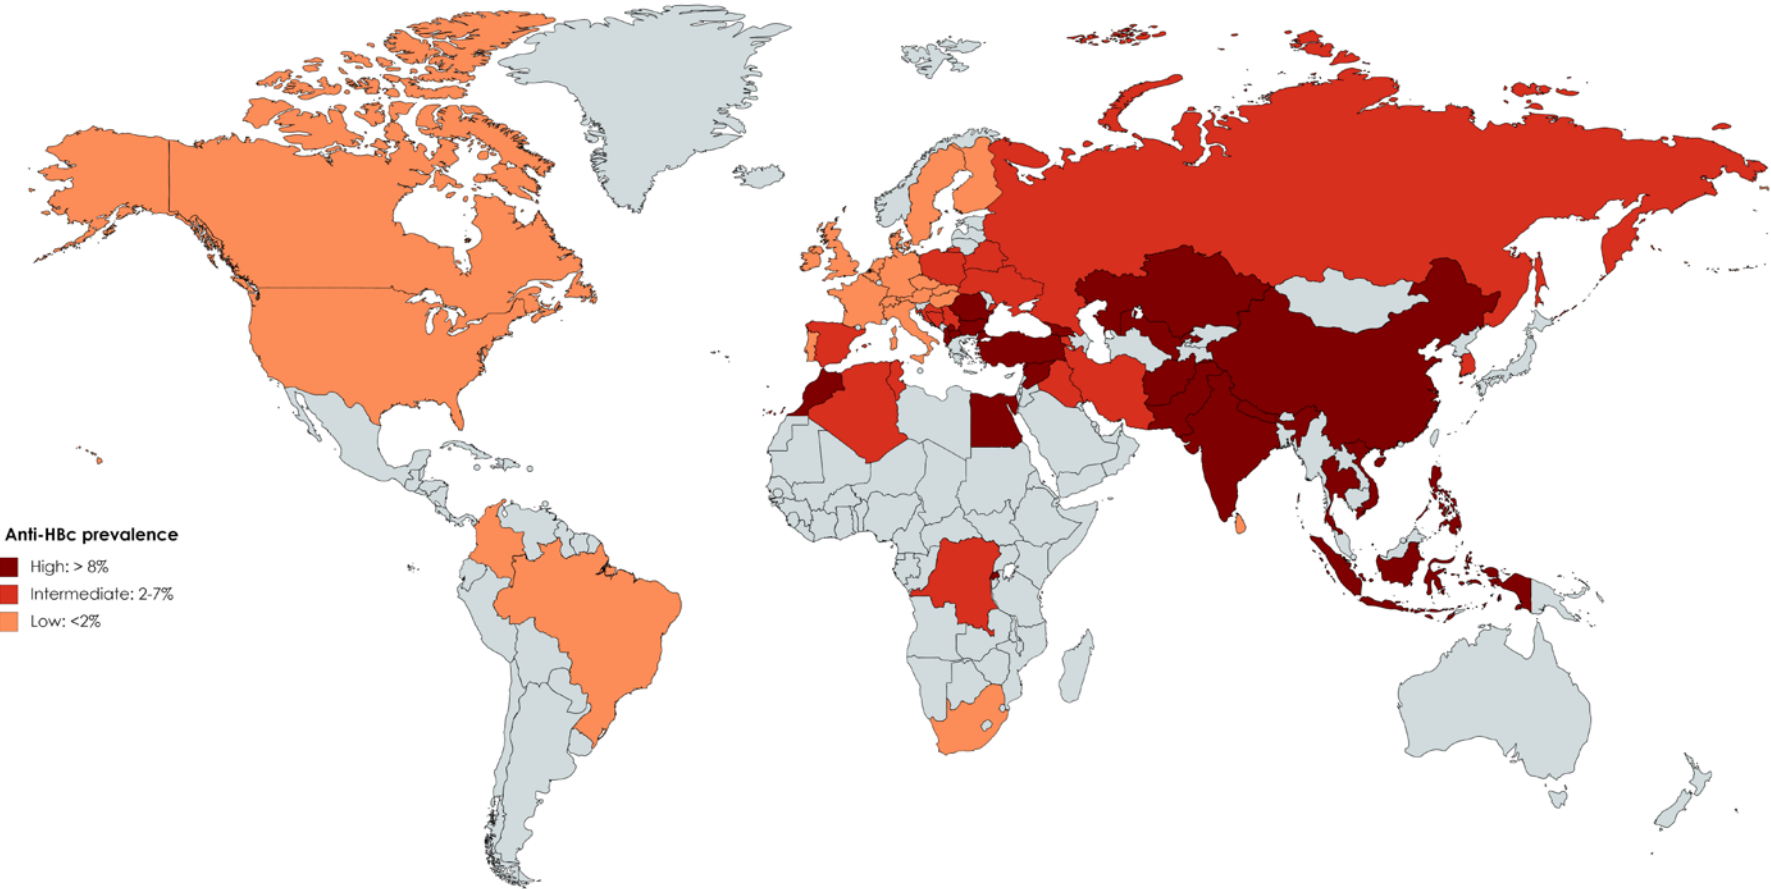 Anti-HBc prevalence
High: > 8%
Intermediate: 2-7%
Low: <2%